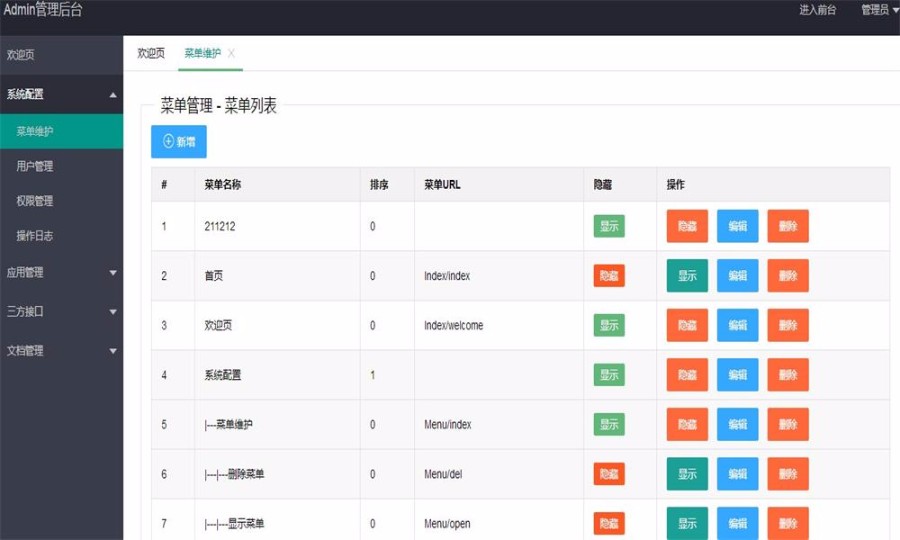 Admin管理后台 进入前台 管理员
欢迎页
系统配置
菜单维护
用户管理
权限管理
操作日志
应用管理
三方接口
文档管理
欢迎页 菜单维护 X
菜单管理 - 菜单列表
新增
# 菜单名称 排序 菜单URL 隐藏 操作
1 211212 0 显示 隐藏 编辑 删除
2 首页 0 Index/index 隐藏 显示 编辑 删除
3 欢迎页 0 Index/welcome 显示 隐藏 编辑 删除
4 系统配置 1 显示 隐藏 编辑 删除
5 |---菜单维护 0 Menu/index 显示 隐藏 编辑 删除
6 |---|---删除菜单 0 Menu/del 隐藏 显示 编辑 删除
7 |---|---显示菜单 0 Menu/open 隐藏 显示 编辑 删除